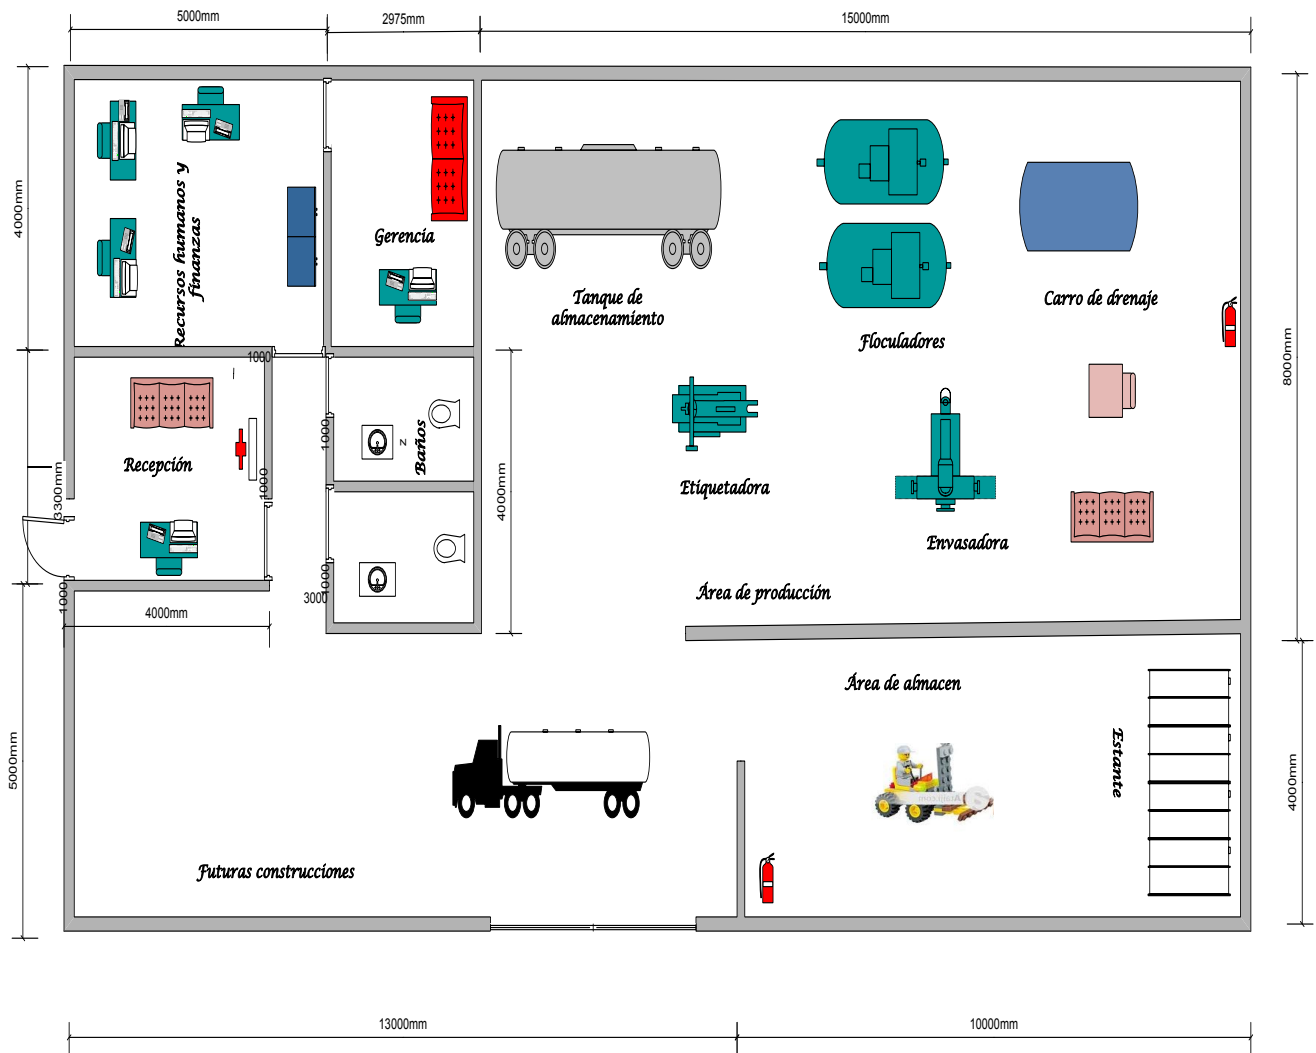 5000mm
2975mm
15000mm
4000mm
Recursos humanos y
finanzas
Gerencia
Tanque de
almacenamiento
Floculadores
Carro de drenaje
8000mm
1000
3300mm
Recepción
1000
1000
N
Baños
4000mm
Etiquetadora
Envasadora
1000
4000mm
3000
1000
Área de producción
5000mm
Área de almacen
Estante
4000mm
Futuras construcciones
13000mm
10000mm